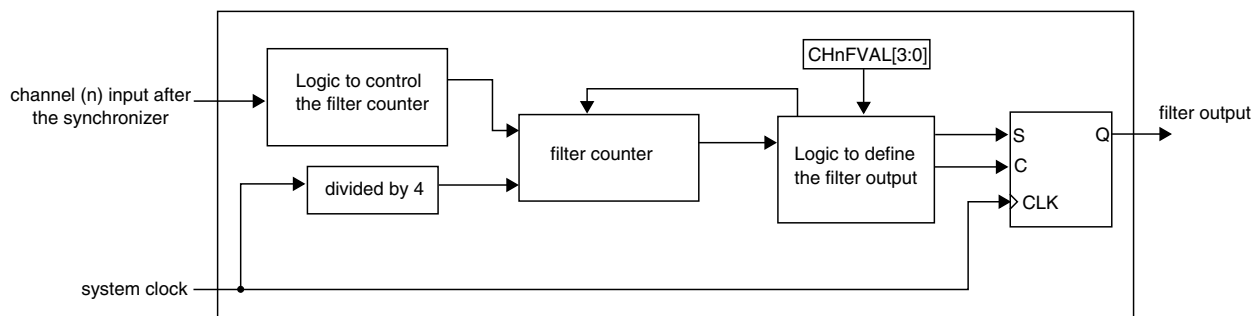 channel (n) input after
the synchronizer
Logic to control
the filter counter
divided by 4
filter counter
CHnFVAL[3:0]
Logic to define
the filter output
S
C
CLK
Q
filter output
system clock